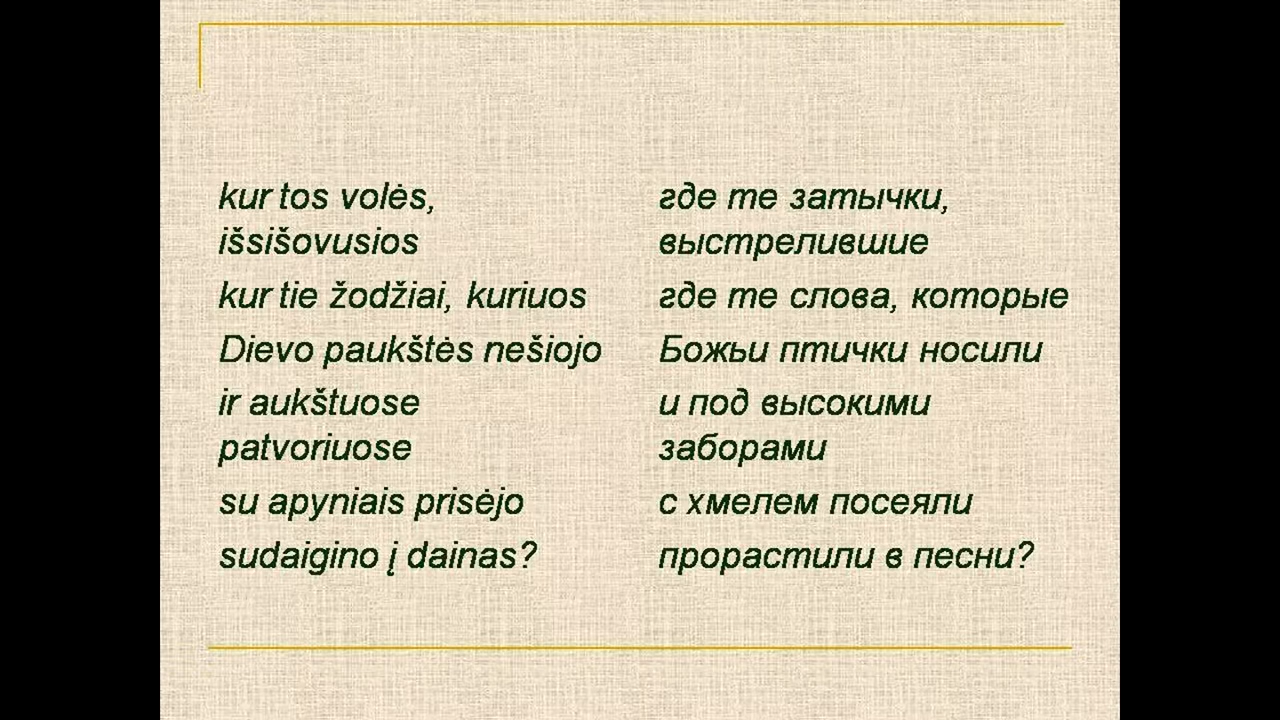 kur tos volės,
išsišovusios
kur tie žodžiai, kuriuos
Dievo paukštės nešiojo
ir aukštuose
patvoriuose
su apyniais prisėjo
sudaigino į dainas?
где те затычки,
выстрелившие
где те слова, которые
Божьи птички носили
и под высокими
заборами
с хмелем посеяли
прорастили в песни?